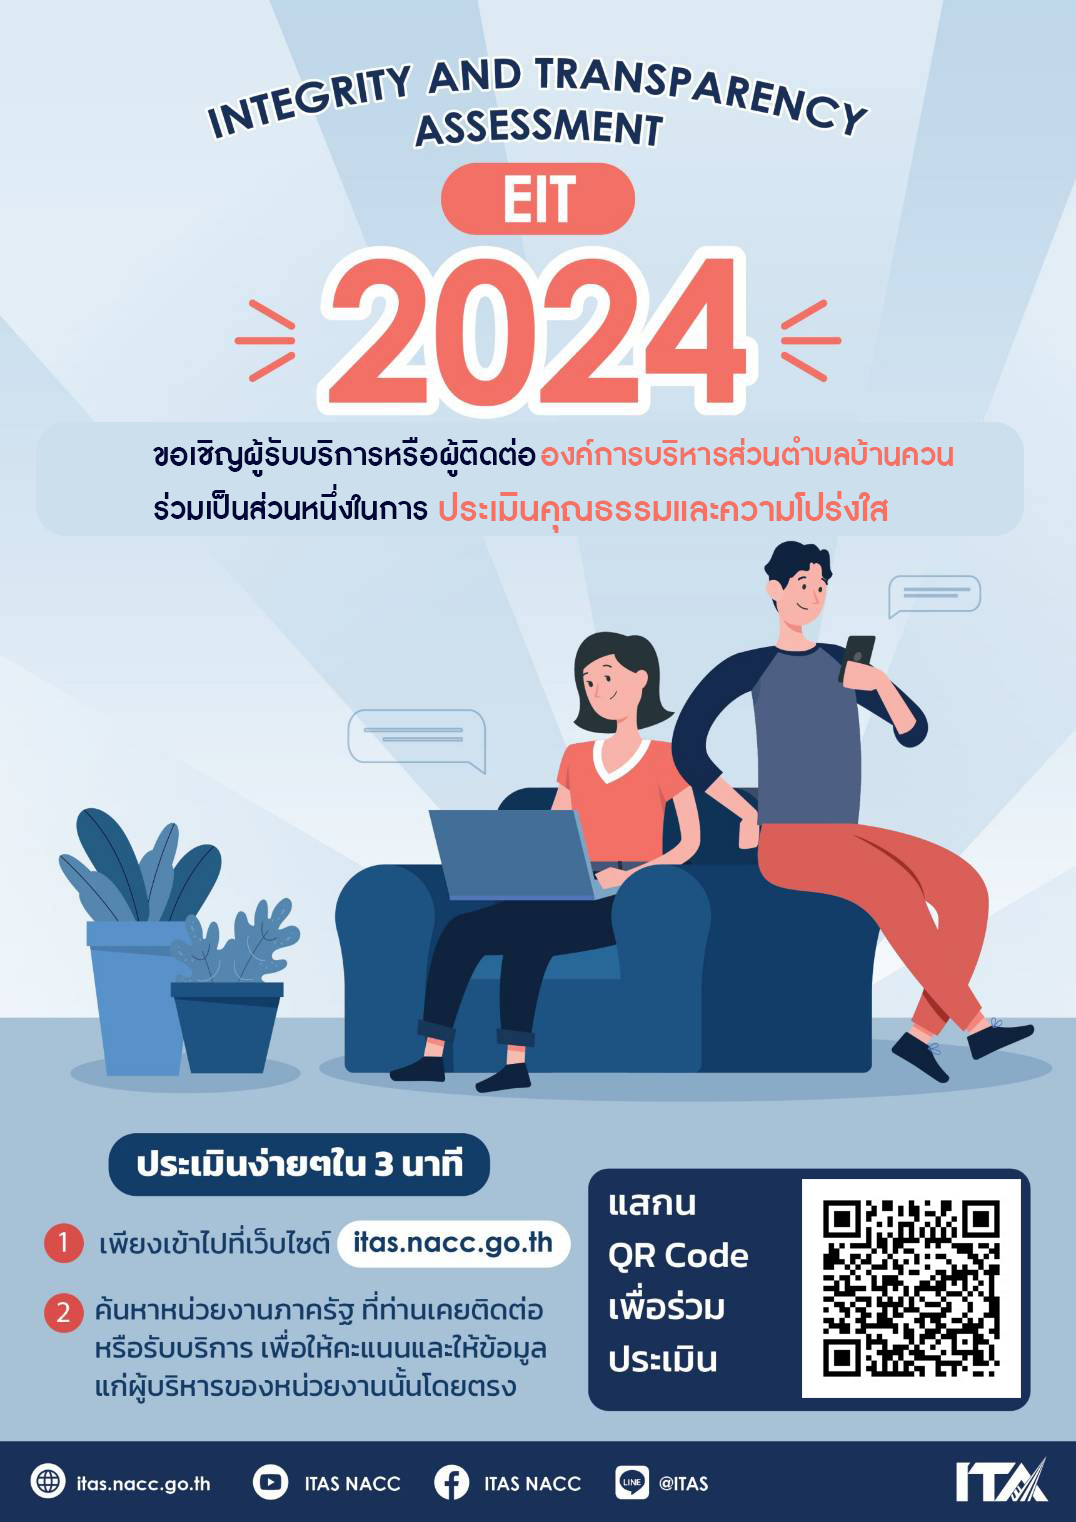 INTEGRITY AND TRANSPARENCY
ASSESSMENT
EIT
2024
ขอเชิญผู้รับบริการหรือผู้ติดต่อ องค์การบริหารส่วนตำบลบ้านควน
ร่วมเป็นส่วนหนึ่งในการ ประเมินคุณธรรมและความโปร่งใส
ประเมินง่ายๆใน 3 นาที
1 เพียงเข้าไปที่เว็บไซต์ itas.nacc.go.th
2 ค้นหาหน่วยงานภาครัฐ ที่ท่านเคยติดต่อ
หรือรับบริการ เพื่อให้คะแนนและให้ข้อมูล
แก่ผู้บริหารของหน่วยงานนั้นโดยตรง
แสกน
QR Code
เพื่อร่วม
ประเมิน
itas.nacc.go.th ITAS NACC ITAS NACC LINE @ITAS ITA